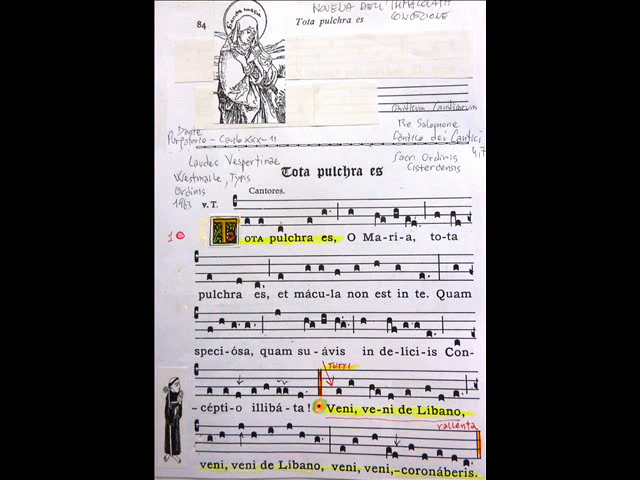 NOVENA DELL'IMMACOLATA
CONCEZIONE
84
Tota pulchra es
Canticum Canticorum
Re Salomone
Cantico dei Cantici
4,7
Dante
Purgatorio - Canto XXX - 11
Laudes Vespertinae
Sacri Ordinis
Cistercensis
Westmalle, Typis
Ordinis
1963
Tota pulchra es
Cantores.
v. T.
1
TOTA pulchra es, O Ma-rí-a, to-ta
pulchra es, et mácu-la non est in te. Quam
speci-ósa, quam su-ávis in de-líci-is Con-
TUTTI
-cépti-o illibá-ta! Veni, ve-ni de Líbano,
rallenta
veni, veni de Líbano, veni, veni,-coronáberis.